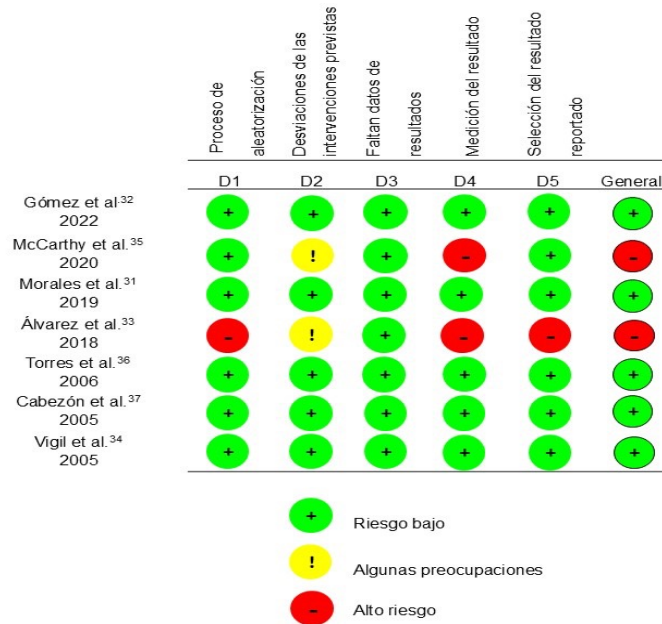 Proceso de
aleatorización
Desviaciones de las
intervenciones previstas
Faltan datos de
resultados
Medición del resultado
Selección del resultado
reportado
D1 D2 D3 D4 D5 General
Gómez et al.32
2022
+ + + + + +
McCarthy et al.35
2020
+ ! + - + -
Morales et al.31
2019
+ + + + + +
Álvarez et al.33
2018
- ! + - - -
Torres et al.36
2006
+ + + + + +
Cabezón et al.37
2005
+ + + + + +
Vigil et al.34
2005
+ + + + + +
+ Riesgo bajo
! Algunas preocupaciones
- Alto riesgo